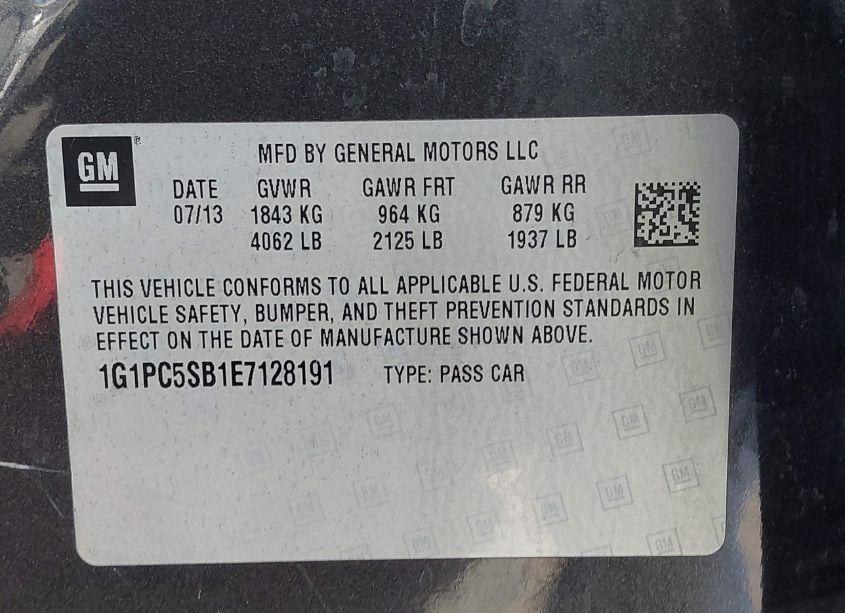 GM
MFD BY GENERAL MOTORS LLC
DATE GVWR GAWR FRT GAWR RR
07/13 1843 KG 964 KG 879 KG
4062 LB 2125 LB 1937 LB
THIS VEHICLE CONFORMS TO ALL APPLICABLE U.S. FEDERAL MOTOR
VEHICLE SAFETY, BUMPER, AND THEFT PREVENTION STANDARDS IN
EFFECT ON THE DATE OF MANUFACTURE SHOWN ABOVE.
1G1PC5SB1E7128191 TYPE: PASS CAR